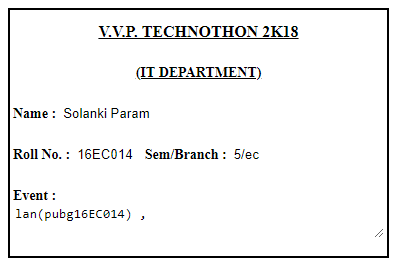 V.V.P. TECHNOTHON 2K18
(IT DEPARTMENT)
Name : Solanki Param
Roll No. : 16EC014 Sem/Branch : 5/ec
Event :
lan(pubg16EC014) ,